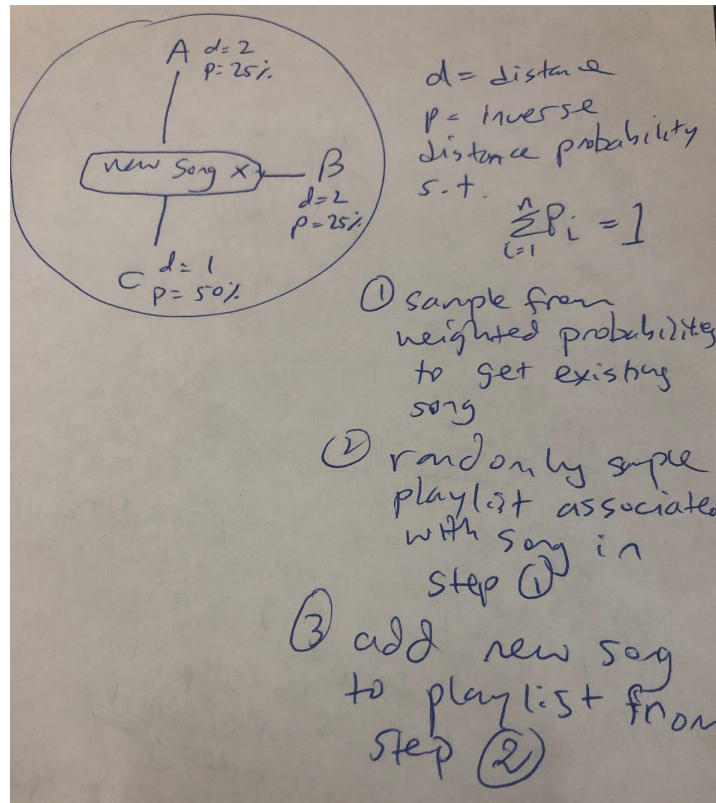 A d=2
p=25%
new song x
B
d=2
p=25%
C d=1
p=50%
d= distance
p= inverse
distance probability
s.t.
n
∑ Pi = 1
i=1
① sample from
weighted probabilities
to get existing
song
② randomly sample
playlist associated
with song in
step ①
③ add new song
to playlist from
step ②